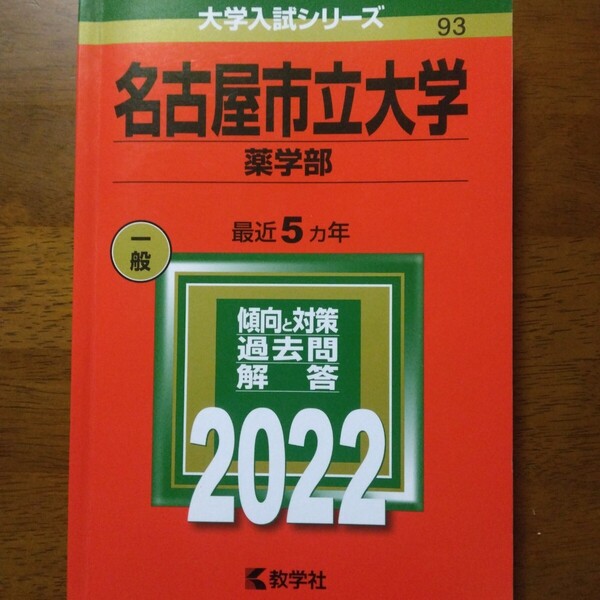 大学入試シリーズ
93
名古屋市立大学
薬学部
最近5ヵ年
一般
傾向と対策
過去問
解答
2022
教学社